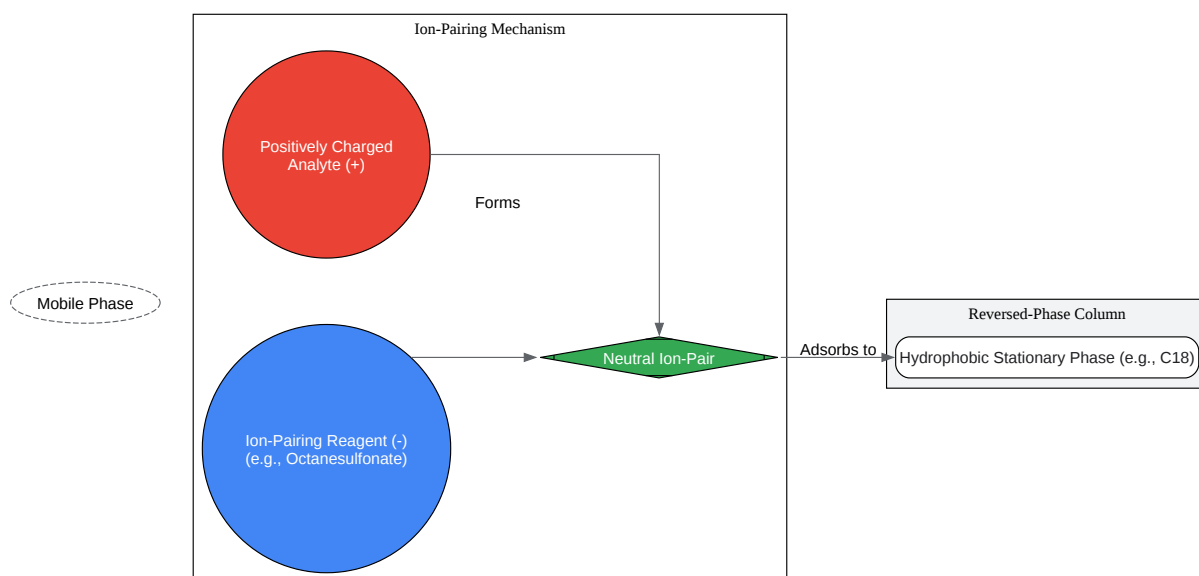 Ion-Pairing Mechanism
Positively Charged
Analyte (+)
Forms
Mobile Phase
Reversed-Phase Column
Neutral Ion-Pair
Adsorbs to
Hydrophobic Stationary Phase (e.g., C18)
Ion-Pairing Reagent (-)
(e.g., Octanesulfonate)